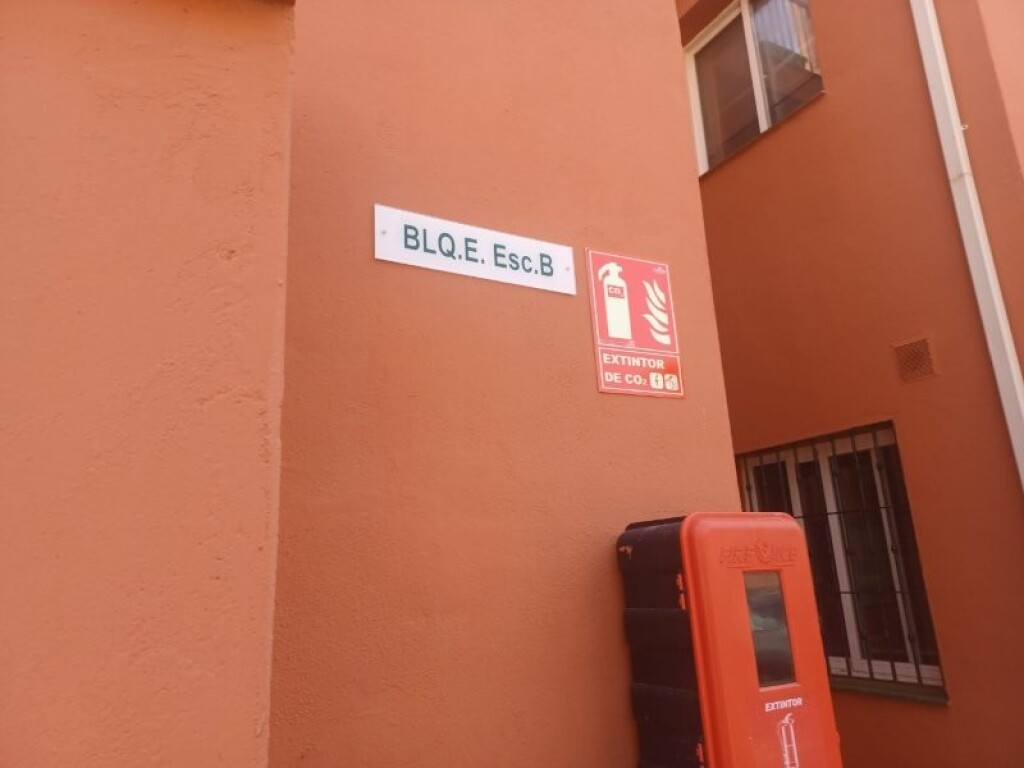 BLQ.E. Esc.B
CO₂
EXTINTOR
DE CO₂
EXTINTOR